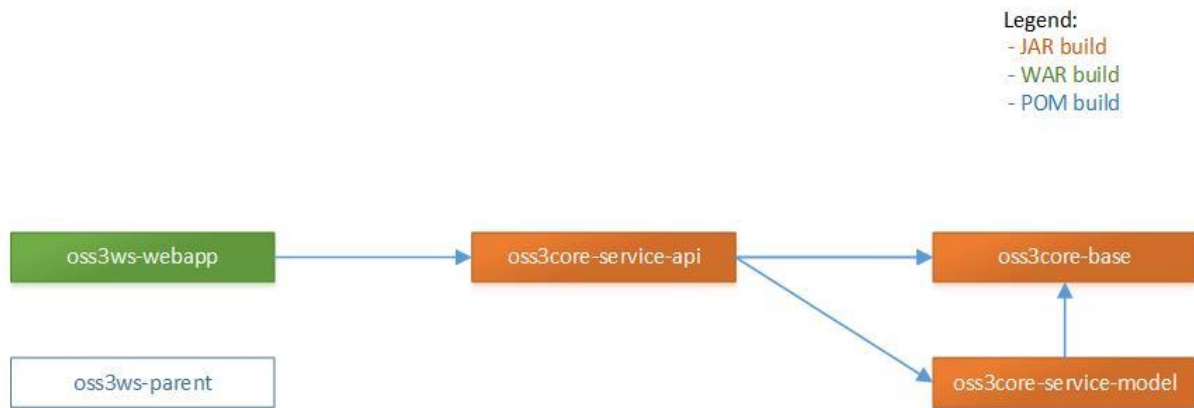 Legend:
- JAR build
- WAR build
- POM build
oss3ws-webapp
oss3core-service-api
oss3core-base
oss3ws-parent
oss3core-service-model